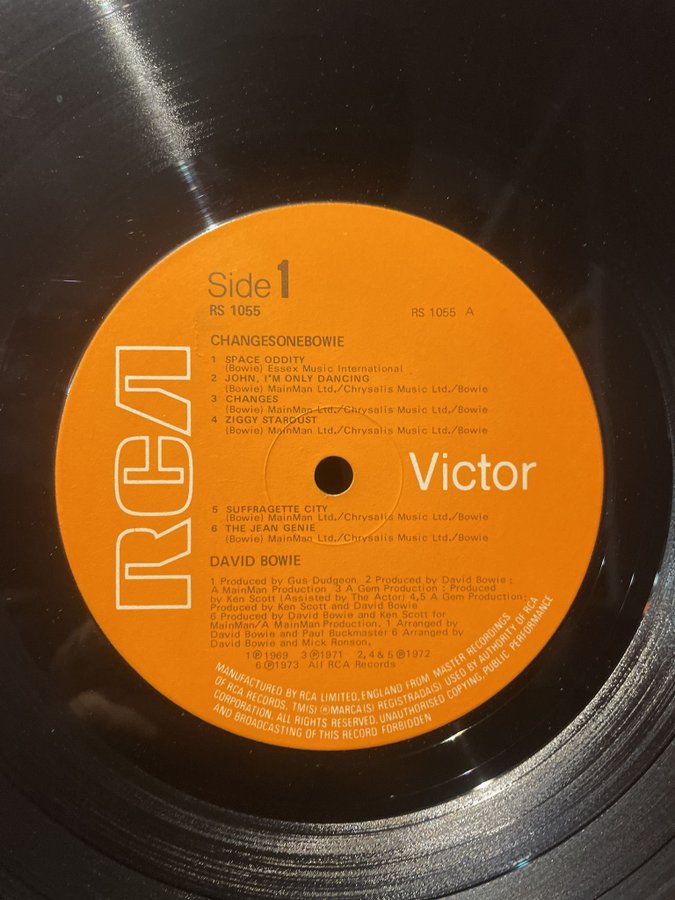 Side 1
RS 1055
RS 1055 A
CHANGESONEBOWIE
1 SPACE ODDITY
(Bowie) Essex Music International
2 JOHN, I'M ONLY DANCING
(Bowie) MainMan Ltd./Chrysalis Music Ltd./Bowie
3 CHANGES
(Bowie) MainMan Ltd./Chrysalis Music Ltd./Bowie
4 ZIGGY STARDUST
(Bowie) MainMan Ltd./Chrysalis Music Ltd./Bowie
RCA
Victor
5 SUFFRAGETTE CITY
(Bowie) MainMan Ltd./Chrysalis Music Ltd./Bowie
6 THE JEAN GENIE
(Bowie) MainMan Ltd./Chrysalis Music Ltd./Bowie
DAVID BOWIE
1 Produced by Gus Dudgeon 2 Produced by David Bowie :
A MainMan Production 3 A Gem Production : Produced
by Ken Scott (Assisted by The Actor) 4,5 A Gem Production:
Produced by Ken Scott and David Bowie
6 Produced by David Bowie and Ken Scott for
MainMan/A MainMan Production. 1 Arranged by
David Bowie and Paul Buckmaster 6 Arranged by
David Bowie and Mick Ronson.
1 ℗ 1969 3 ℗ 1971 2, 4 & 5 ℗ 1972
6 ℗ 1973 All RCA Records
MANUFACTURED BY RCA LIMITED, ENGLAND FROM MASTER RECORDINGS
OF RCA RECORDS. TM(S) ® MARCA(S) REGISTRADA(S) USED BY AUTHORITY OF RCA
CORPORATION. ALL RIGHTS RESERVED. UNAUTHORISED COPYING, PUBLIC PERFORMANCE
AND BROADCASTING OF THIS RECORD FORBIDDEN